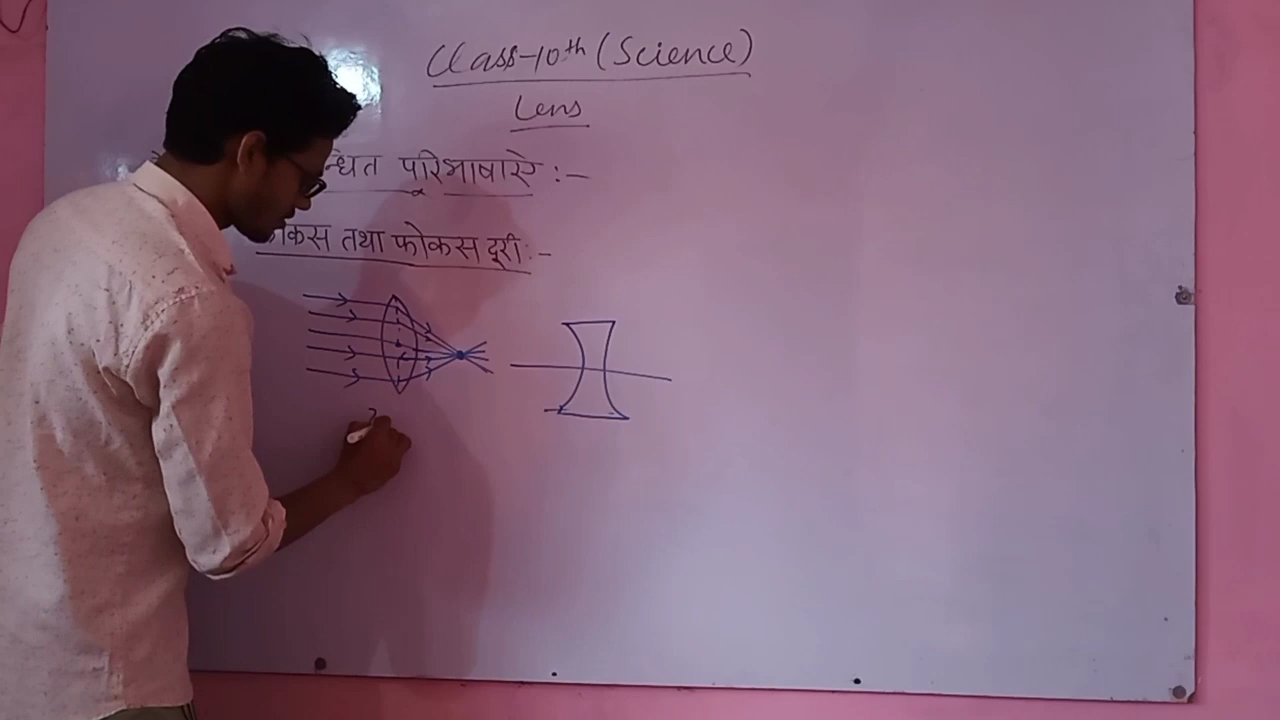 Class-10th (Science)
Lens
परिभाषाऐ :-
तथा फोकस दूरी :-